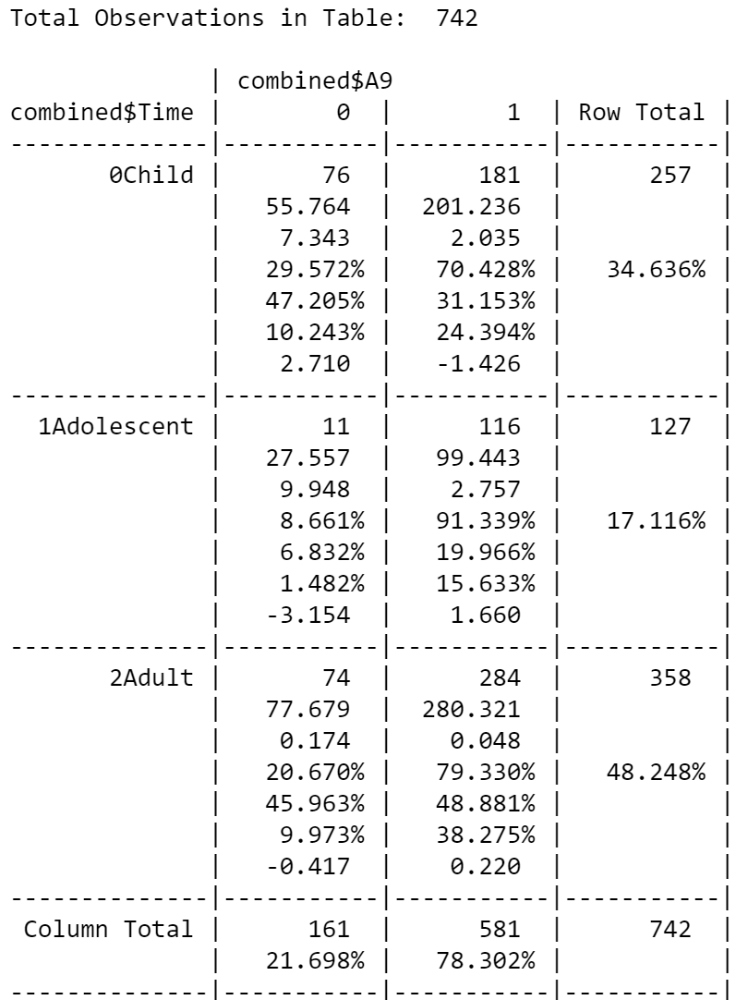 Total Observations in Table:  742

              | combined$A9
combined$Time |         0 |         1 | Row Total |
--------------|-----------|-----------|-----------|
       0Child |        76 |       181 |       257 |
              |    55.764 |   201.236 |           |
              |     7.343 |     2.035 |           |
              |    29.572% |    70.428% |    34.636% |
              |    47.205% |    31.153% |           |
              |    10.243% |    24.394% |           |
              |     2.710 |    -1.426 |           |
--------------|-----------|-----------|-----------|
  1Adolescent |        11 |       116 |       127 |
              |    27.557 |    99.443 |           |
              |     9.948 |     2.757 |           |
              |     8.661% |    91.339% |    17.116% |
              |     6.832% |    19.966% |           |
              |     1.482% |    15.633% |           |
              |    -3.154 |     1.660 |           |
--------------|-----------|-----------|-----------|
       2Adult |        74 |       284 |       358 |
              |    77.679 |   280.321 |           |
              |     0.174 |     0.048 |           |
              |    20.670% |    79.330% |    48.248% |
              |    45.963% |    48.881% |           |
              |     9.973% |    38.275% |           |
              |    -0.417 |     0.220 |           |
--------------|-----------|-----------|-----------|
 Column Total |       161 |       581 |       742 |
              |    21.698% |    78.302% |           |
--------------|-----------|-----------|-----------|